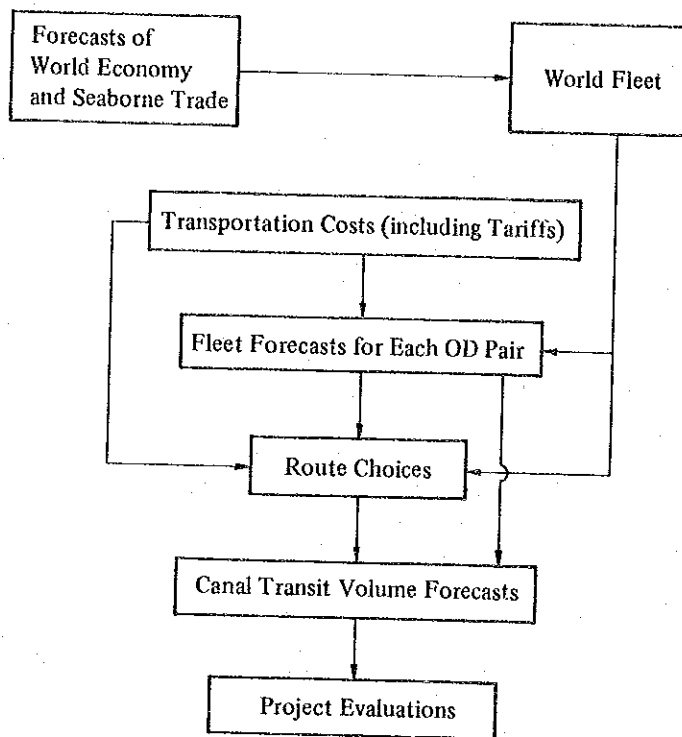 Forecasts of
World Economy
and Seaborne Trade
World Fleet
Transportation Costs (including Tariffs)
Fleet Forecasts for Each OD Pair
Route Choices
Canal Transit Volume Forecasts
Project Evaluations